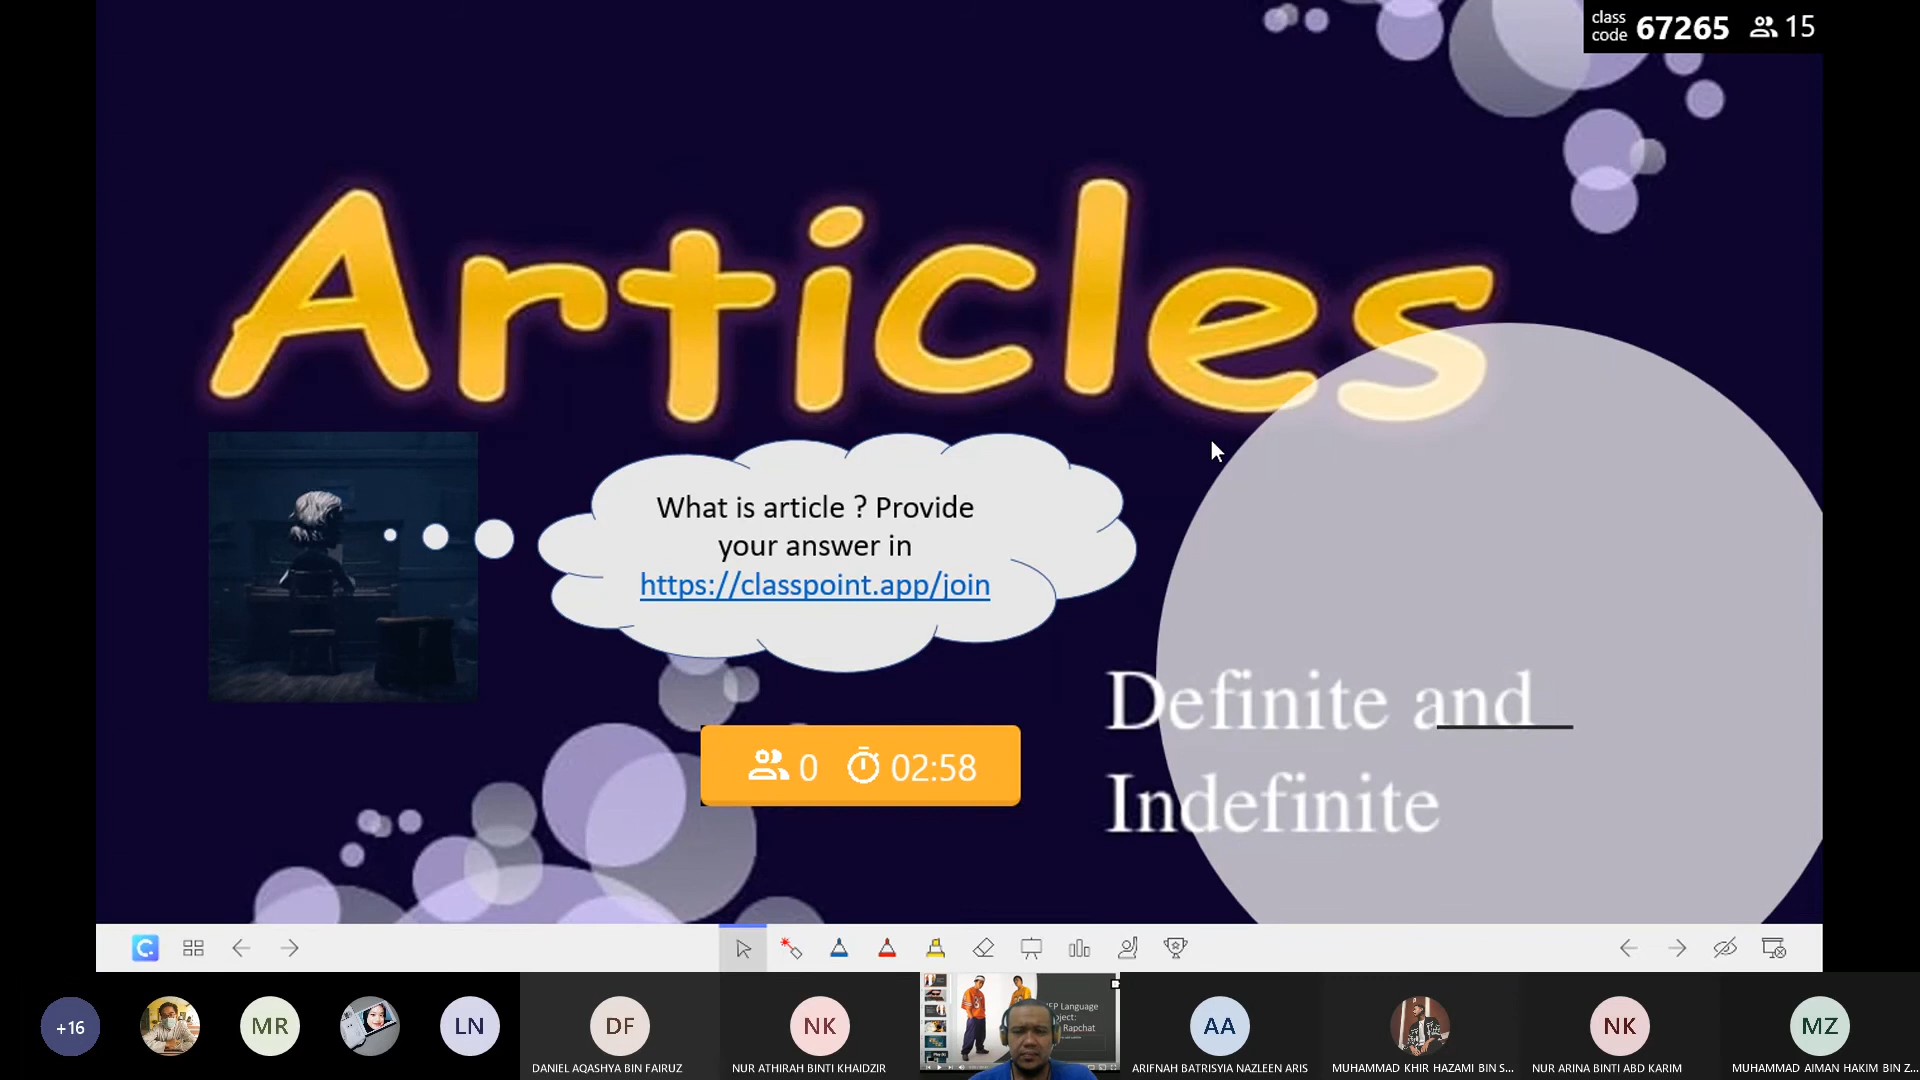 class
code 67265 15
Articles
What is article ? Provide
your answer in
https://classpoint.app/join
Definite and
Indefinite
0 02:58
+16
MR
LN
DF
NK
AA
NK
MZ
Language
Rapchat
DANIEL AQASHYA BIN FAIRUZ
NUR ATHIRAH BINTI KHAIDZIR
ARIFNAH BATRISYIA NAZLEEN ARIS
MUHAMMAD KHIR HAZAMI BIN S...
NUR ARINA BINTI ABD KARIM
MUHAMMAD AIMAN HAKIM BIN Z...